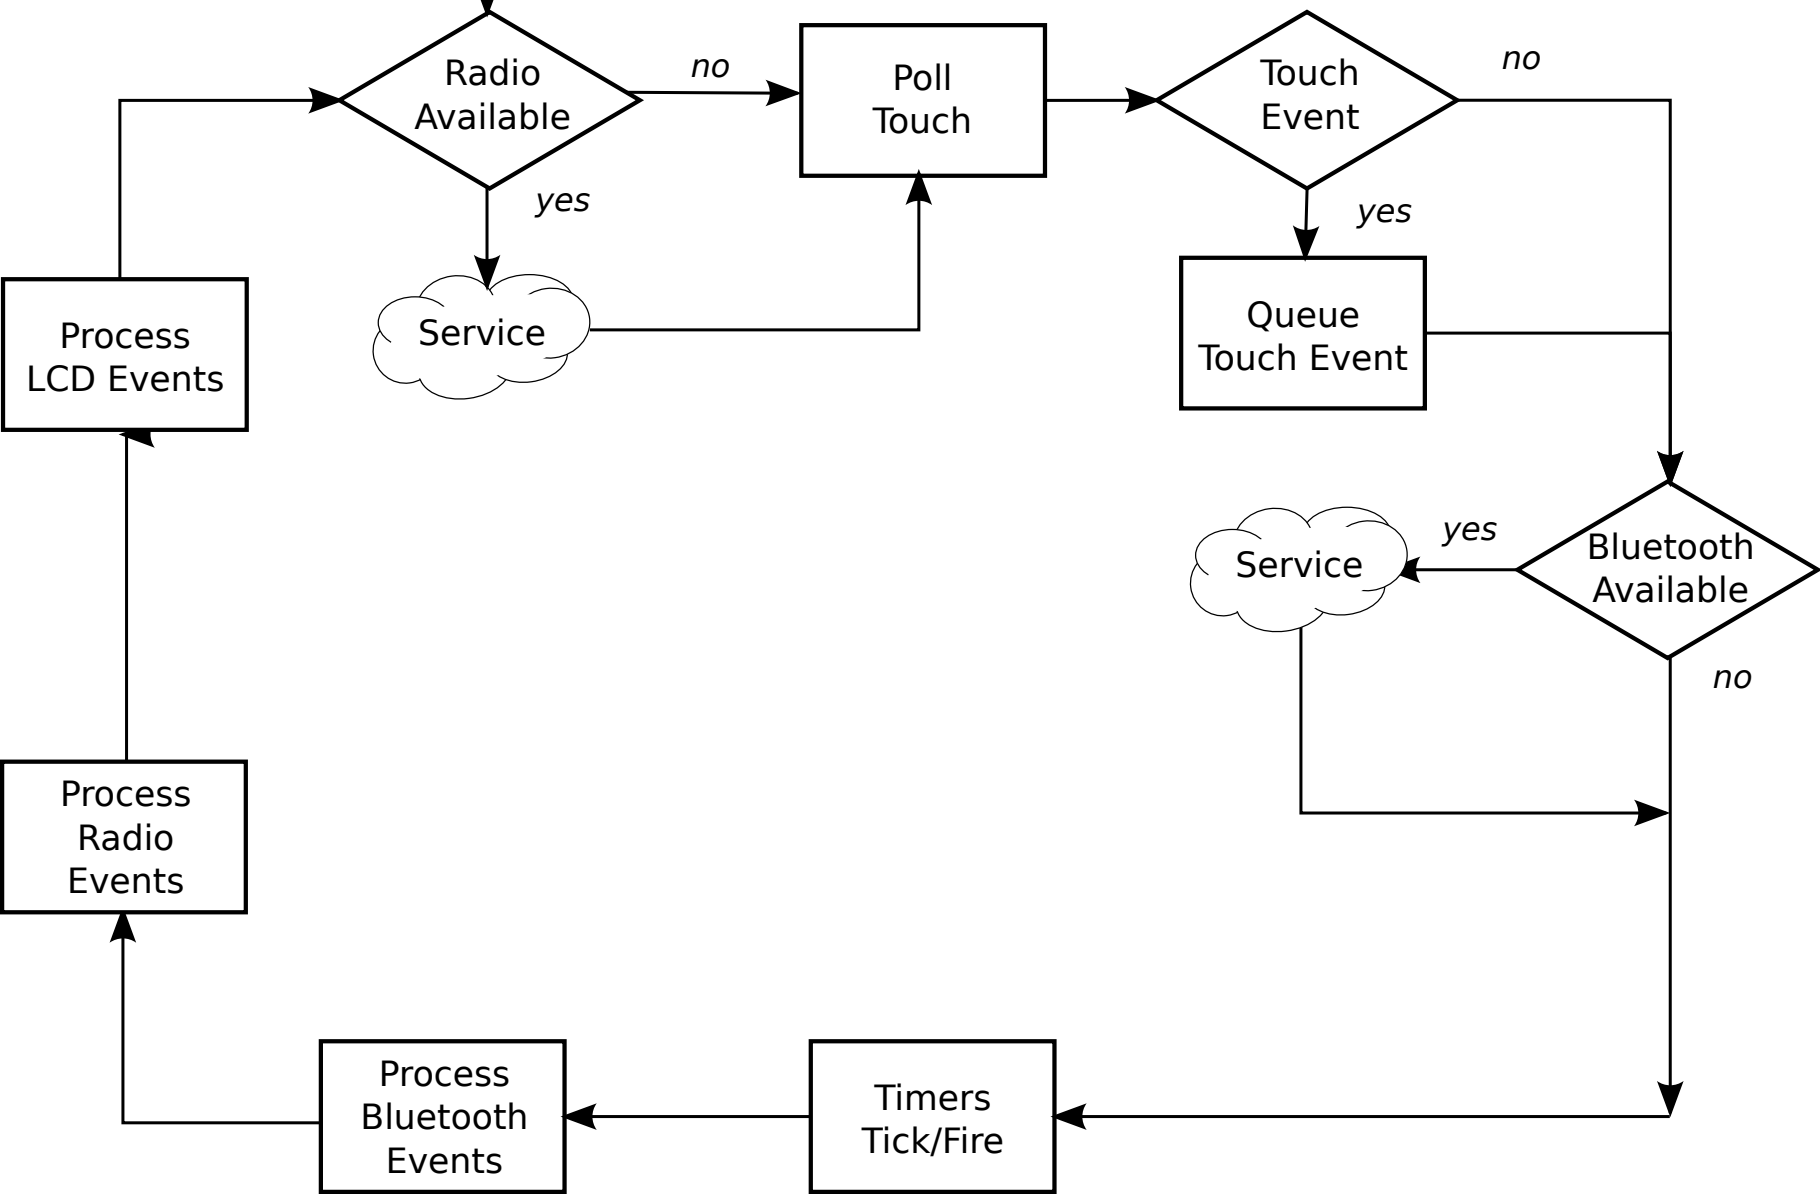 Radio
Available
no
Poll
Touch
Touch
Event
no
yes
yes
Process
LCD Events
Service
Queue
Touch Event
yes
Service
Bluetooth
Available
no
Process
Radio
Events
Process
Bluetooth
Events
Timers
Tick/Fire